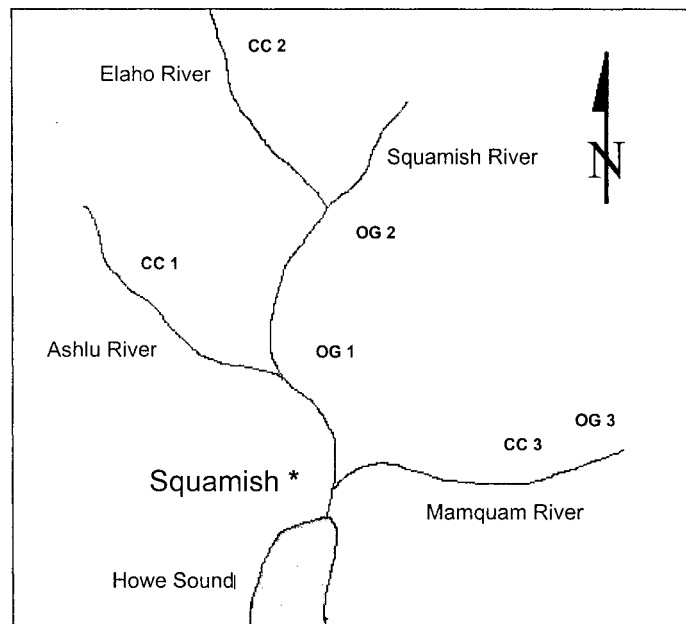 CC 2
Elaho River
Squamish River
N
OG 2
CC 1
OG 1
Ashlu River
OG 3
CC 3
Squamish *
Mamquam River
Howe Sound